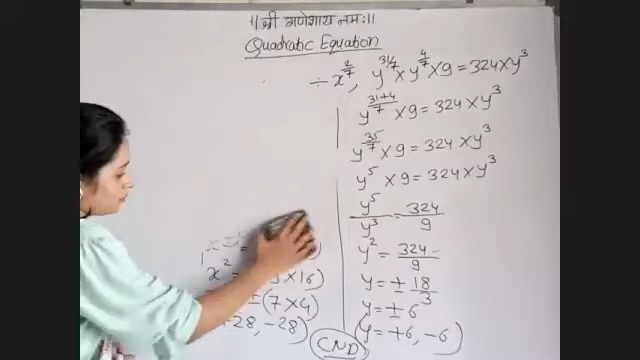 ॥ श्री गणेशाय नमः॥
Quadratic Equation
÷ x^{2/7}, y^{31/7} × y^{4/7} × 9 = 324 × y^3
y^{(31+4)/7} × 9 = 324 × y^3
y^{35/7} × 9 = 324 × y^3
y^5 × 9 = 324 × y^3
y^5/y^3 = 324/9
y^2 = 324/9
x^2 =
× 16)
y = ± 18/3
± (7 × 4)
y = ± 6
28, -28)
(y = +6, -6)
CND